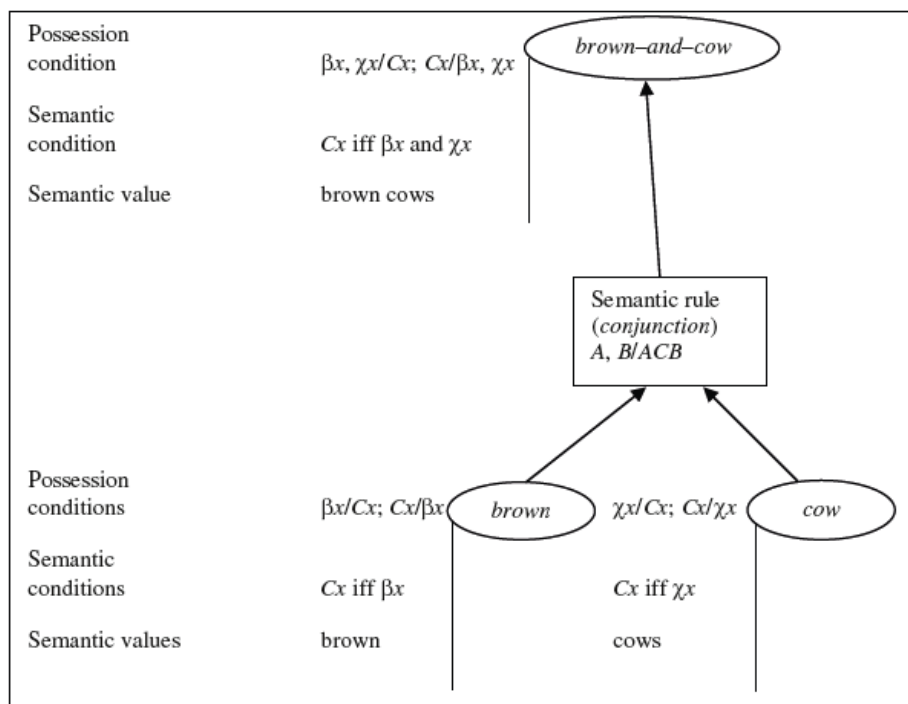 Possession
condition
βx, χx/Cx; Cx/βx, χx
brown–and–cow
Semantic
condition
Cx iff βx and χx
Semantic value
brown cows
Semantic rule
(conjunction)
A, B/ACB
Possession
conditions
βx/Cx; Cx/βx
brown
χx/Cx; Cx/χx
cow
Semantic
conditions
Cx iff βx
Cx iff χx
Semantic values
brown
cows